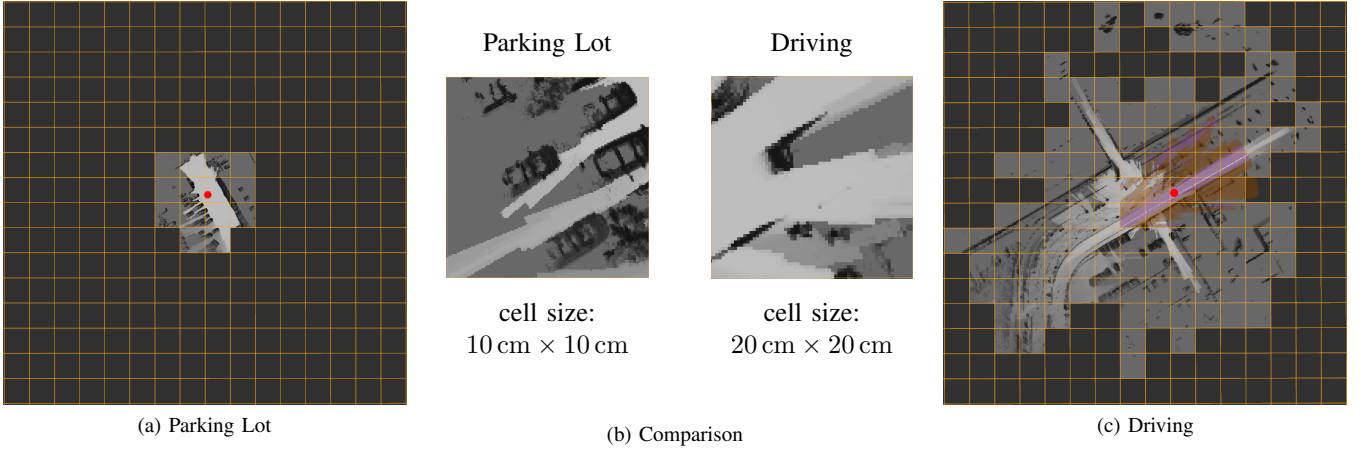 Parking Lot
Driving
cell size:
10 cm × 10 cm
cell size:
20 cm × 20 cm
(a) Parking Lot
(b) Comparison
(c) Driving